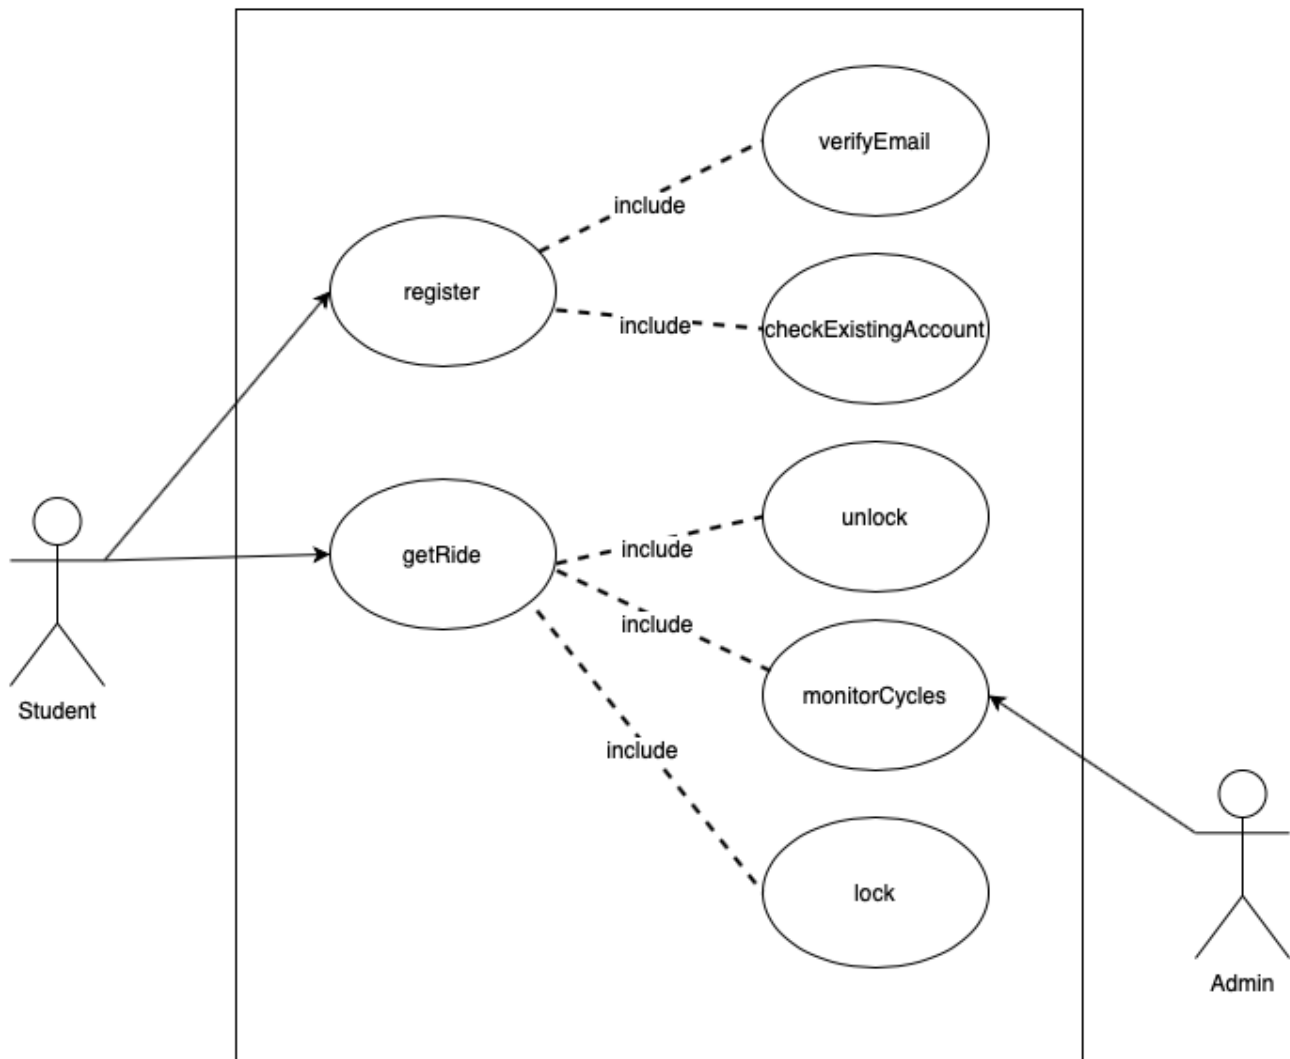 verifyEmail
include
register
include
checkExistingAccount
unlock
include
getRide
include
monitorCycles
Student
include
lock
Admin